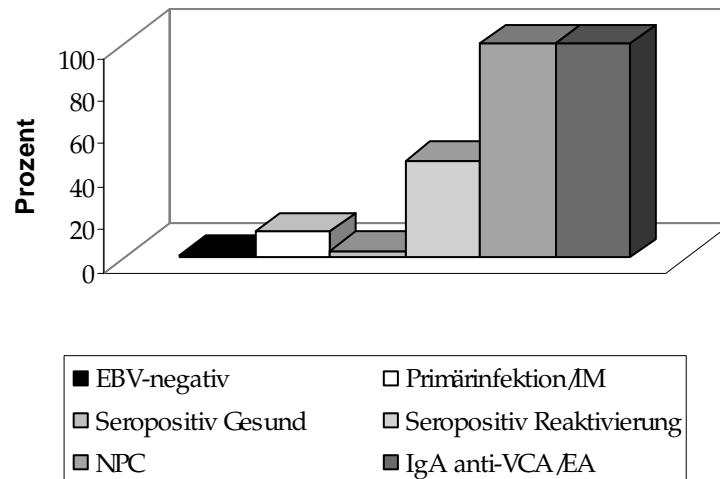 100
80
60
40
20
0
Prozent
EBV-negativ
Primärinfektion/IM
Seropositiv Gesund
Seropositiv Reaktivierung
NPC
IgA anti-VCA/EA